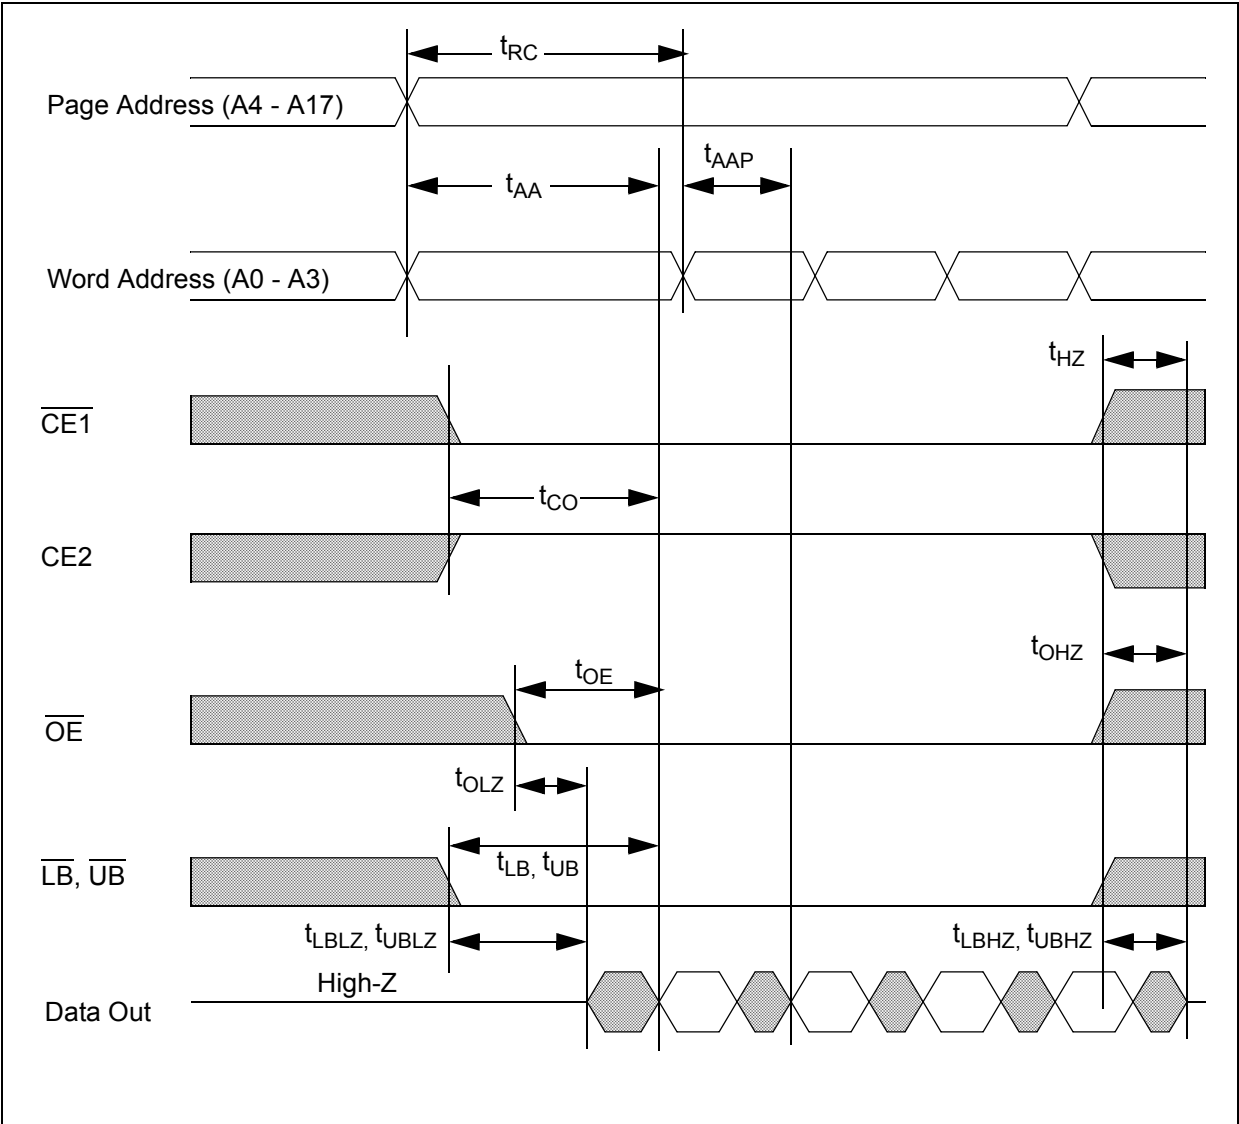 tRC
Page Address (A4 - A17)
tAAP
tAA
Word Address (A0 - A3)
tHZ
CE1
tCO
CE2
tOHZ
tOE
OE
tOLZ
tLB, tUB
LB, UB
tLBLZ, tUBLZ
tLBHZ, tUBHZ
High-Z
Data Out